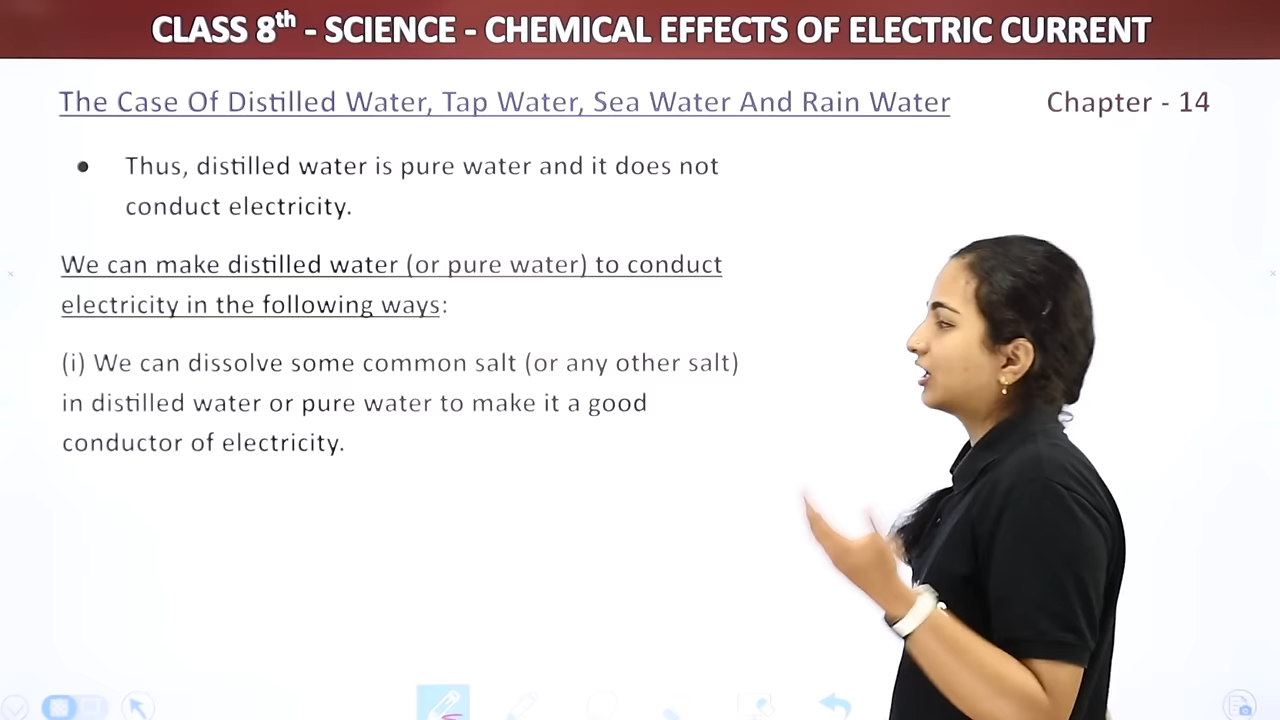 CLASS 8th - SCIENCE - CHEMICAL EFFECTS OF ELECTRIC CURRENT
The Case Of Distilled Water, Tap Water, Sea Water And Rain Water Chapter - 14
● Thus, distilled water is pure water and it does not
conduct electricity.
We can make distilled water (or pure water) to conduct
electricity in the following ways:
(i) We can dissolve some common salt (or any other salt)
in distilled water or pure water to make it a good
conductor of electricity.